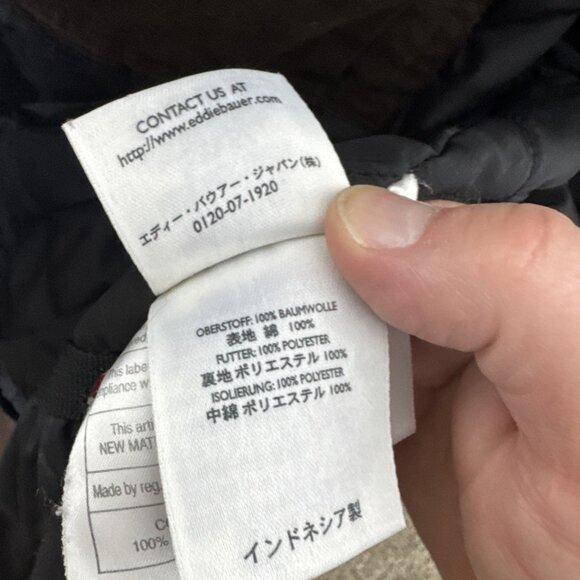 CONTACT US AT
http://www.eddiebauer.com
エディー・バウアー・ジャパン(株)
0120-07-1920
OBERSTOFF: 100% BAUMWOLLE
表地 綿 100%
FUTTER: 100% POLYESTER
裏地 ポリエステル 100%
ISOLIERUNG: 100% POLYESTER
中綿 ポリエステル 100%
インドネシア製
This label
This
NEW
Made by reg.
100%